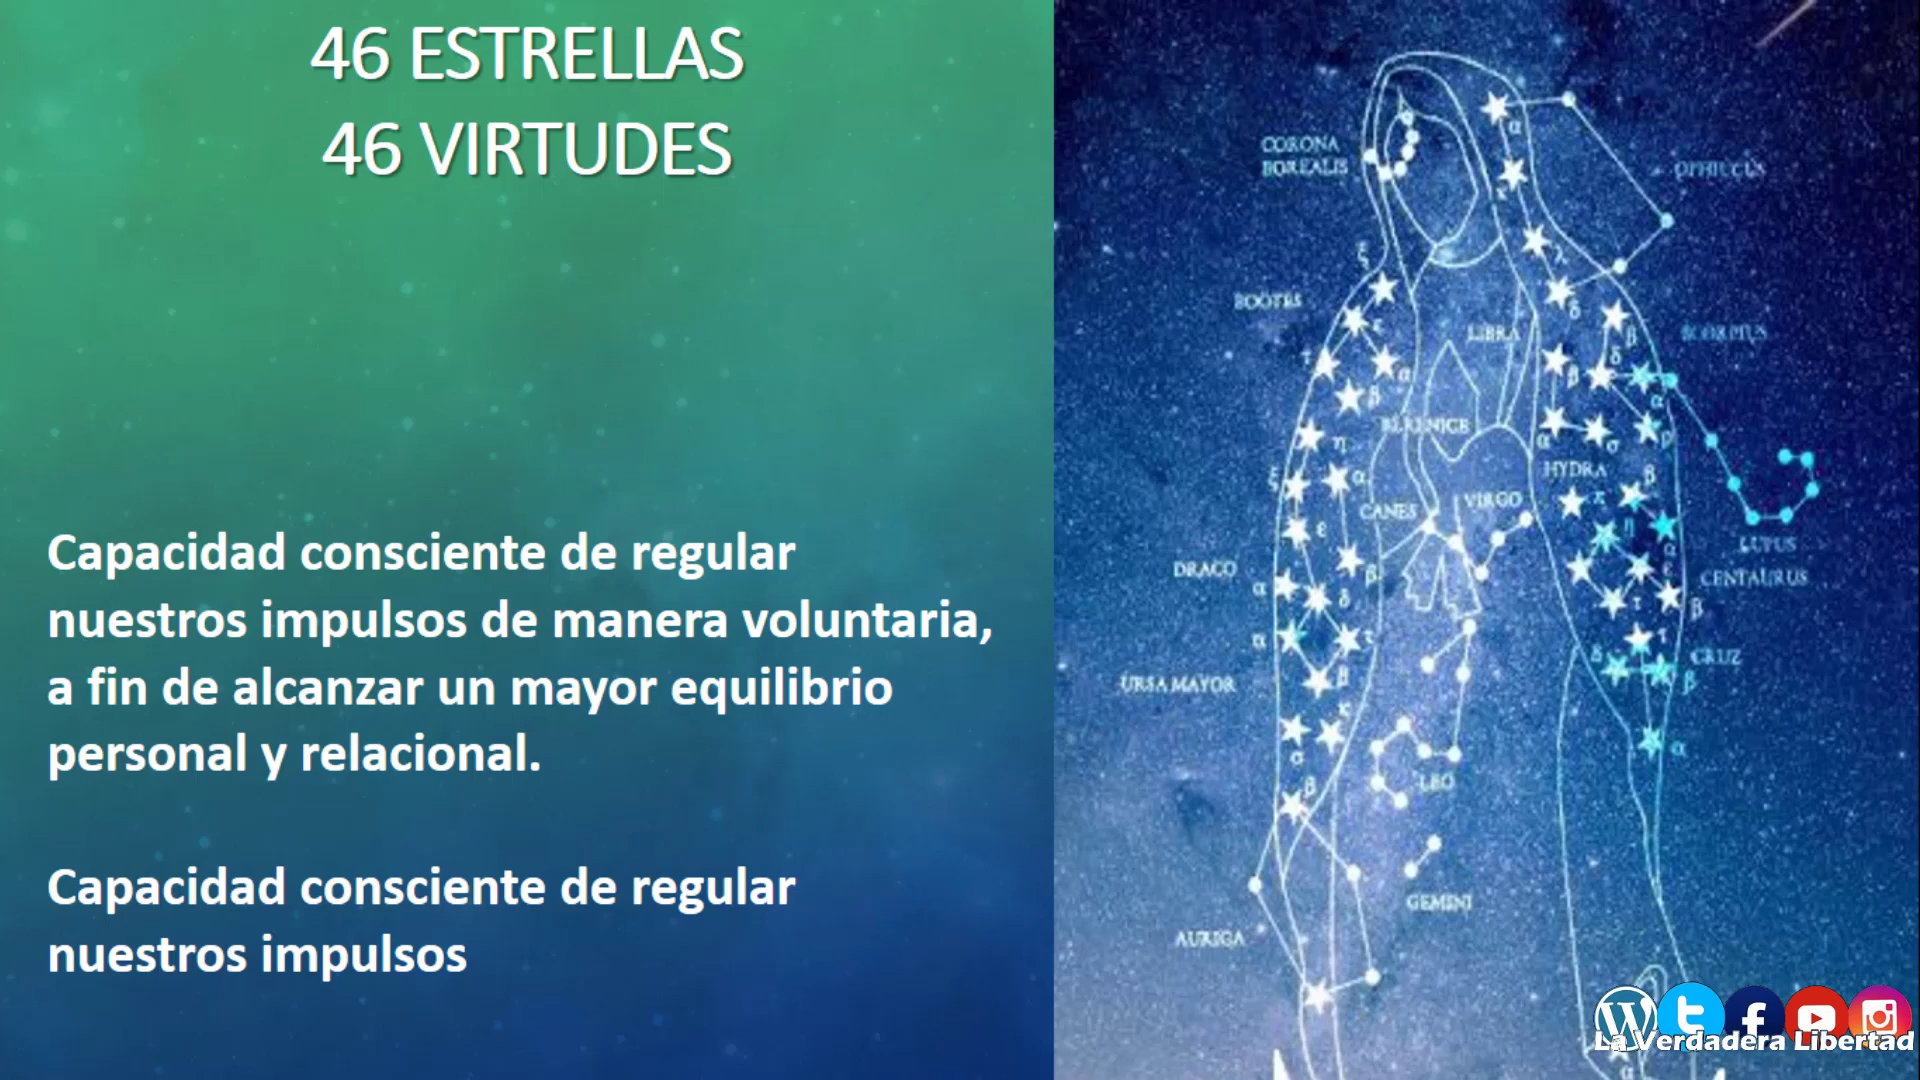 46 ESTRELLAS
46 VIRTUDES
Capacidad consciente de regular
nuestros impulsos de manera voluntaria,
a fin de alcanzar un mayor equilibrio
personal y relacional.
Capacidad consciente de regular
nuestros impulsos
CORONA
BOREALIS
OPHIUCUS
BOOTES
LIBRA
SCORPIUS
BERENICE
HYDRA
CANES
VIRGO
LUPUS
DRACO
CENTAURUS
CRUZ
URSA MAYOR
LEO
GEMINI
AURIGA
La Verdadera Libertad